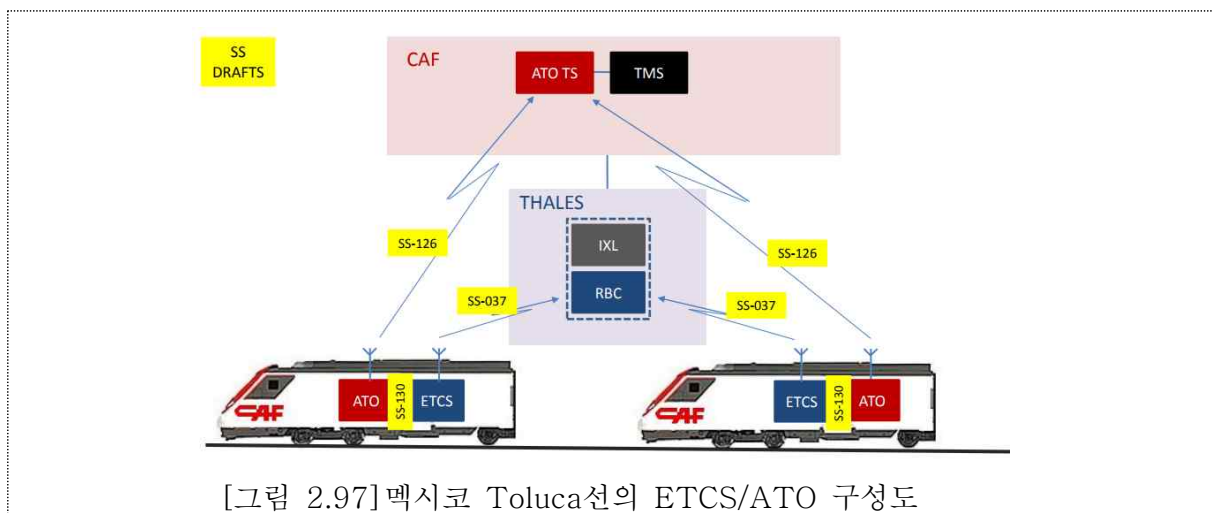 SS
DRAFTS
CAF
ATO TS
TMS
THALES
IXL
RBC
SS-126
SS-126
SS-037
SS-037
ATO
SS-130
ETCS
CAF
ETCS
SS-130
ATO
CAF
[그림 2.97] 멕시코 Toluca선의 ETCS/ATO 구성도